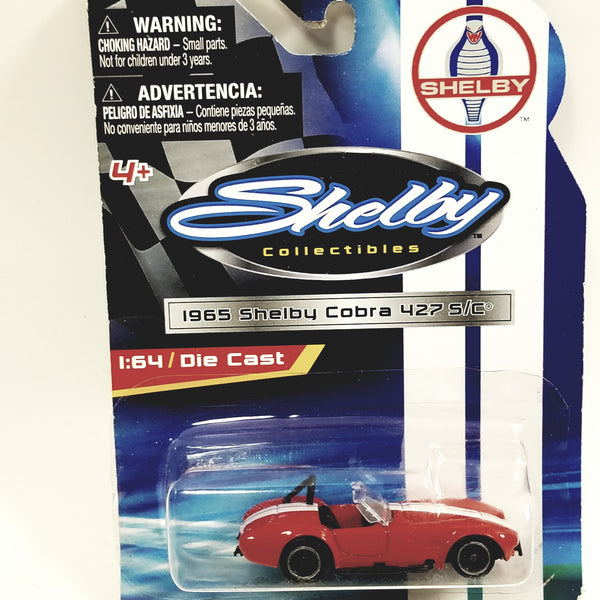 WARNING:
CHOKING HAZARD – Small parts.
Not for children under 3 years.
ADVERTENCIA:
PELIGRO DE ASFIXIA – Contiene piezas pequeñas.
No conveniente para niños menores de 3 años.
4+
SHELBY
TM
Shelby
TM
Collectibles
1965 Shelby Cobra 427 S/C®
1:64 / Die Cast